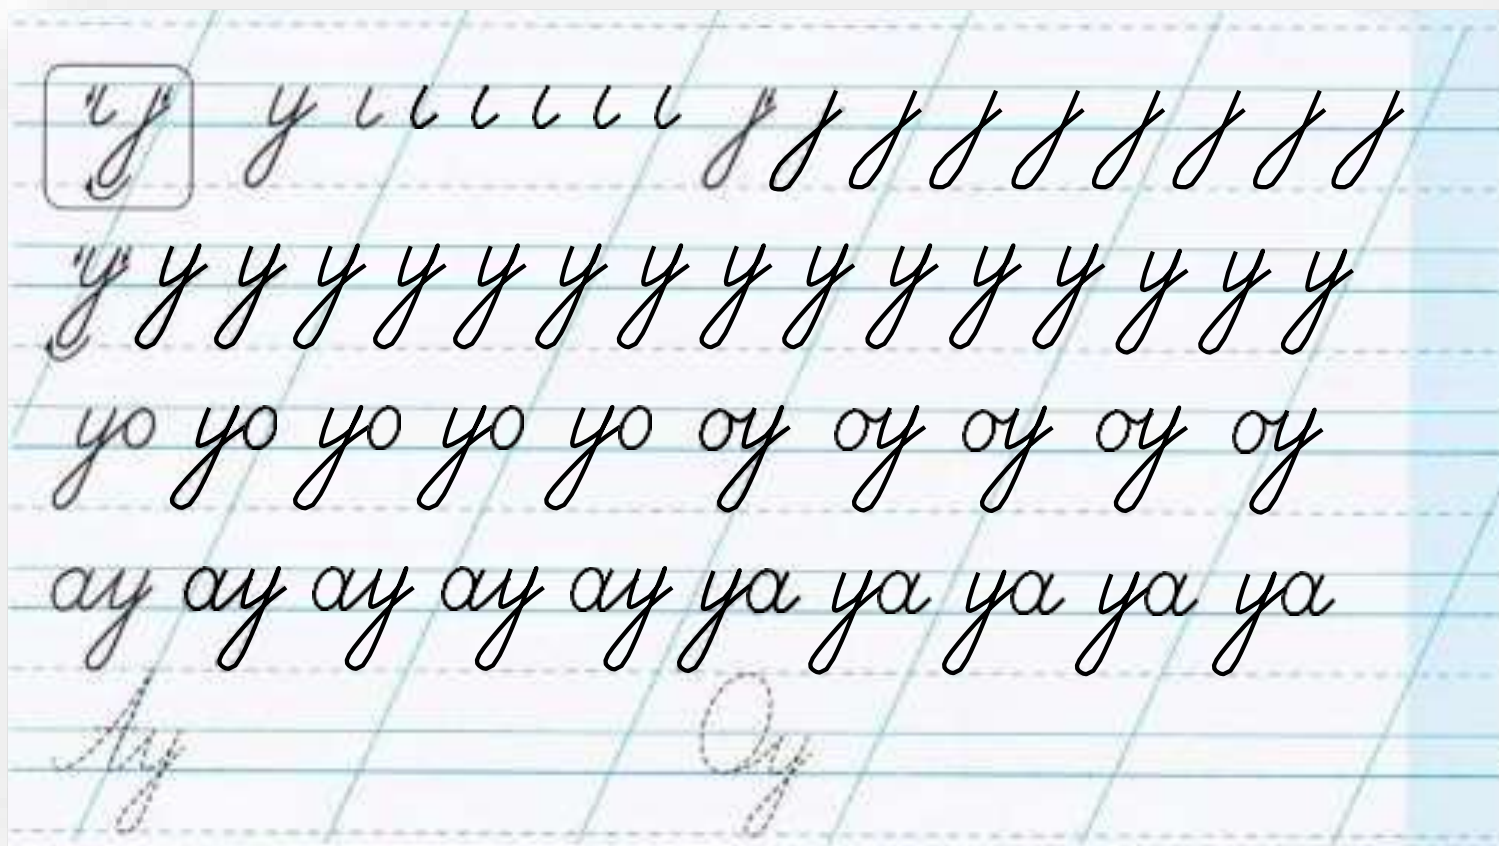 у у
у у у у у у у у у у у у у у у у
уо уо уо уо уо оу оу оу оу оу
ау ау ау ау ау уа уа уа уа уа
Ау Оу